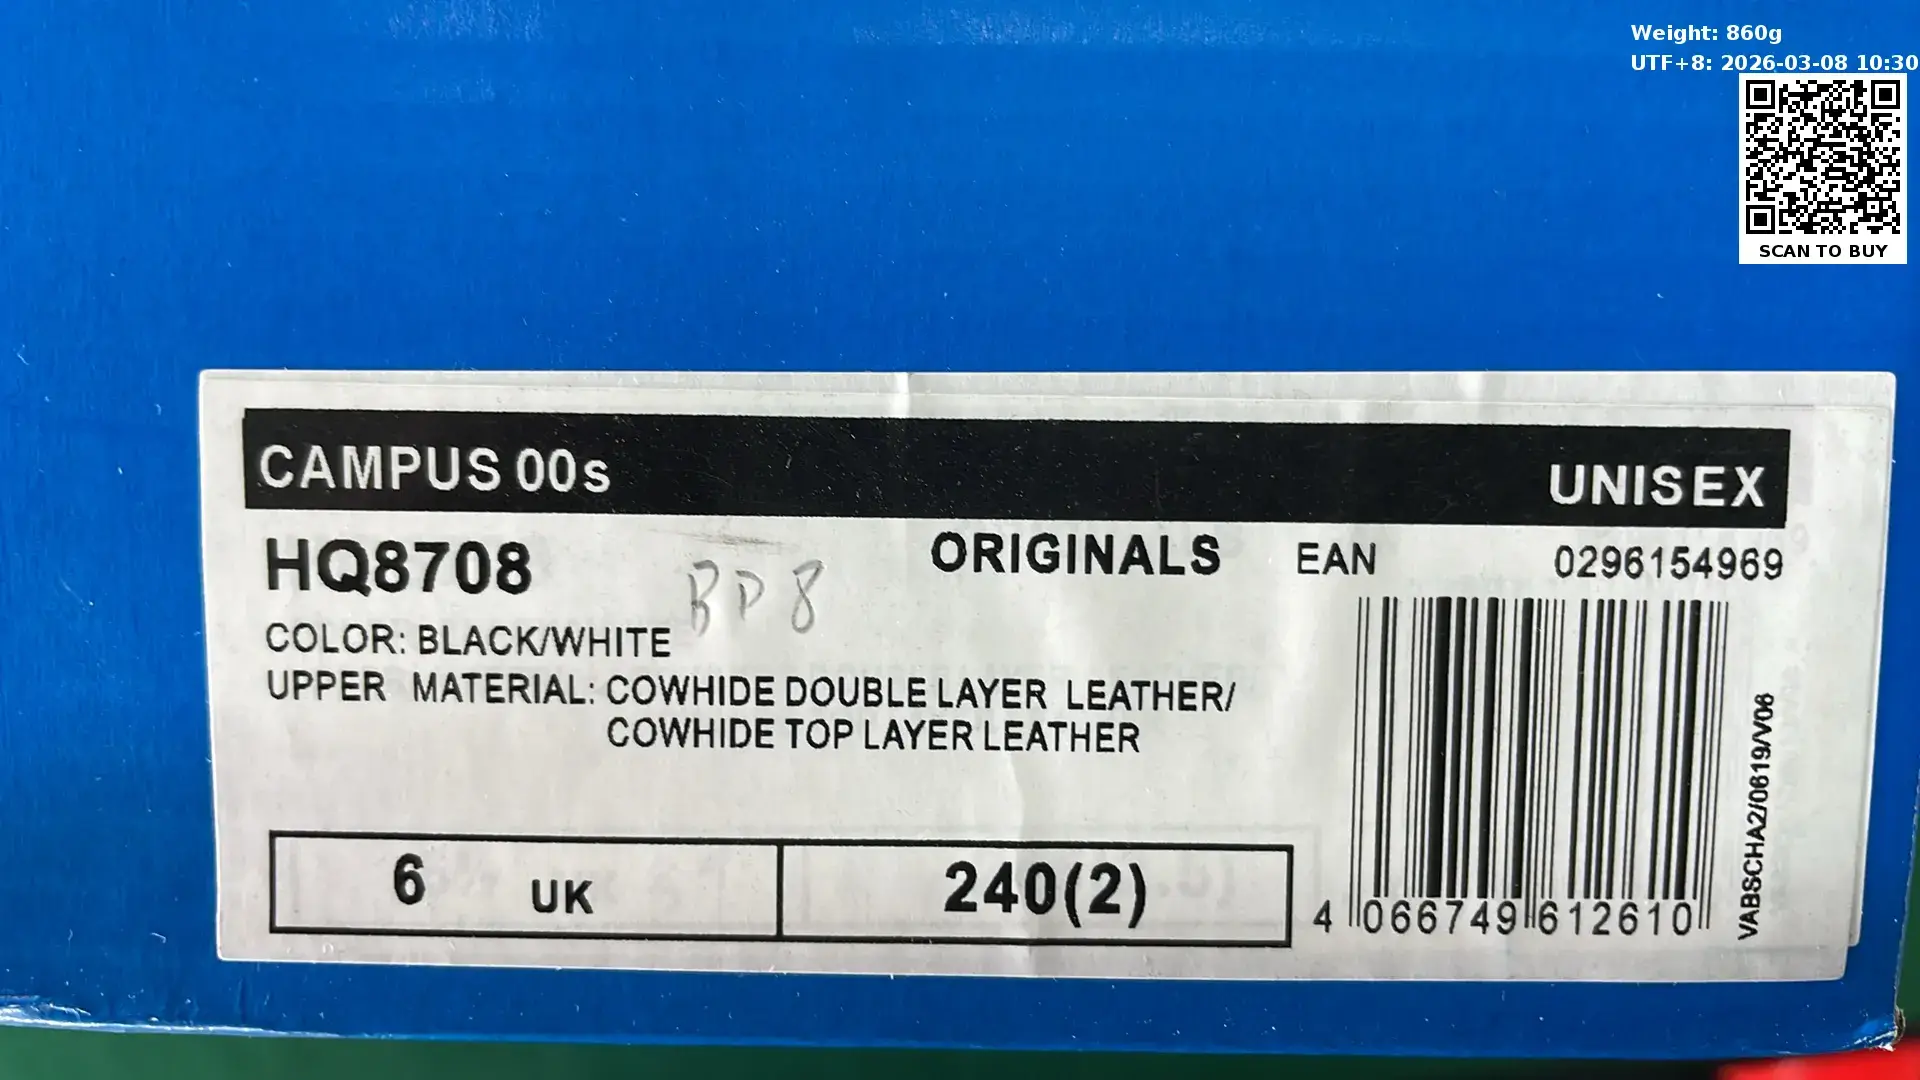 Weight: 860g
UTF+8: 2026-03-08 10:30
SCAN TO BUY
CAMPUS 00s
UNISEX
HQ8708
BD8
ORIGINALS
EAN
0296154969
COLOR: BLACK/WHITE
UPPER MATERIAL: COWHIDE DOUBLE LAYER LEATHER/
COWHIDE TOP LAYER LEATHER
6 UK
240(2)
4 066749 612610
VABSCHA2/0619/V06